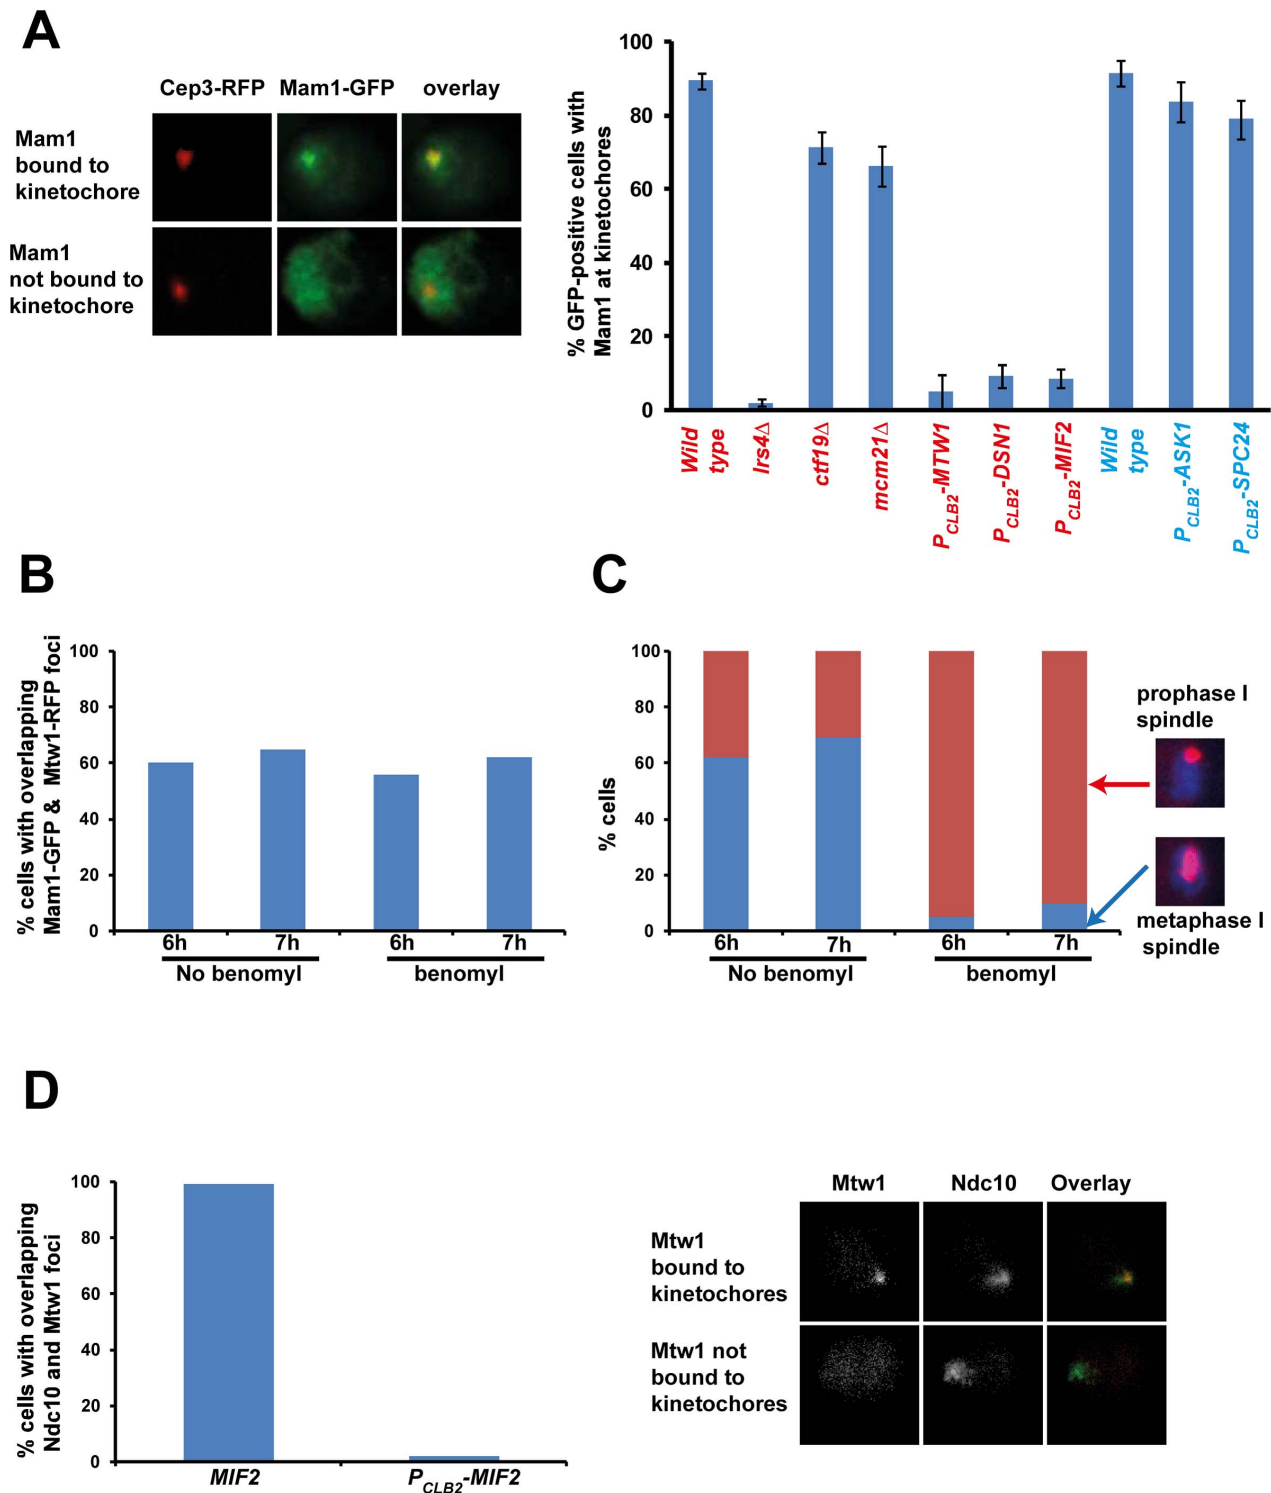 A
Cep3-RFP Mam1-GFP overlay
Mam1
bound to
kinetochore
Mam1
not bound to
kinetochore
% GFP-positive cells with
Mam1 at kinetochores
100
80
60
40
20
0
Wild
type
lrs4Δ
ctf19Δ
mcm21Δ
PCLB2-MTW1
PCLB2-DSN1
PCLB2-MIF2
Wild
type
PCLB2-ASK1
PCLB2-SPC24
B
% cells with overlapping
Mam1-GFP & Mtw1-RFP foci
100
80
60
40
20
0
6h 7h 6h 7h
No benomyl benomyl
C
% cells
100
80
60
40
20
0
6h 7h 6h 7h
No benomyl benomyl
prophase I
spindle
metaphase I
spindle
D
% cells with overlapping
Ndc10 and Mtw1 foci
100
80
60
40
20
0
MIF2 PCLB2-MIF2
Mtw1 Ndc10 Overlay
Mtw1
bound to
kinetochores
Mtw1 not
bound to
kinetochores